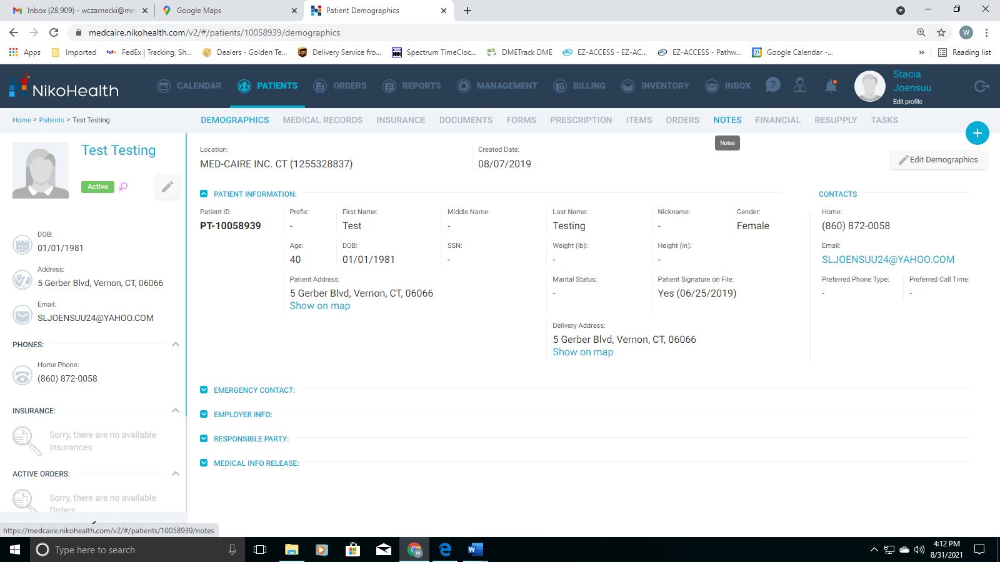 Inbox (28,909) - wczarnecki@me
Google Maps
Patient Demographics
medcaire.nikohealth.com/v2/#/patients/10058939/demographics
W
Apps
Imported
FedEx | Tracking, Sh...
Dealers - Golden Te...
Delivery Service fro...
Spectrum TimeCloc...
DMETrack DME
EZ-ACCESS - EZ-AC...
EZ-ACCESS - Pathw...
Google Calendar -...
»
Reading list
NikoHealth
CALENDAR
PATIENTS
ORDERS
REPORTS
MANAGEMENT
BILLING
INVENTORY
INBOX
Stacia
Joensuu
Edit profile
Home > Patients > Test Testing
DEMOGRAPHICS
MEDICAL RECORDS
INSURANCE
DOCUMENTS
FORMS
PRESCRIPTION
ITEMS
ORDERS
NOTES
FINANCIAL
RESUPPLY
TASKS
Notes
Test Testing
Active
DOB:
01/01/1981
Address:
5 Gerber Blvd, Vernon, CT, 06066
Email:
SLJOENSUU24@YAHOO.COM
PHONES:
Home Phone:
(860) 872-0058
INSURANCE:
Sorry, there are no available
Insurances
ACTIVE ORDERS:
Sorry, there are no available
Orders
Location:
MED-CAIRE INC. CT (1255328837)
Created Date:
08/07/2019
Edit Demographics
PATIENT INFORMATION:
Patient ID:
PT-10058939
Prefix:
-
First Name:
Test
Middle Name:
-
Last Name:
Testing
Nickname:
-
Gender:
Female
Age:
40
DOB:
01/01/1981
SSN:
-
Weight (lb):
-
Height (in):
-
Patient Address:
5 Gerber Blvd, Vernon, CT, 06066
Show on map
Marital Status:
-
Patient Signature on File:
Yes (06/25/2019)
Delivery Address:
5 Gerber Blvd, Vernon, CT, 06066
Show on map
CONTACTS
Home:
(860) 872-0058
Email:
SLJOENSUU24@YAHOO.COM
Preferred Phone Type:
-
Preferred Call Time:
-
EMERGENCY CONTACT:
EMPLOYER INFO:
RESPONSIBLE PARTY:
MEDICAL INFO RELEASE:
https://medcaire.nikohealth.com/v2/#/patients/10058939/notes
Type here to search
4:12 PM
8/31/2021